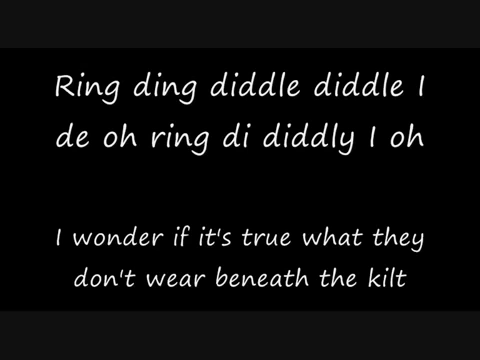 Ring ding diddle diddle I
de oh ring di diddly I oh
I wonder if it's true what they
don't wear beneath the kilt